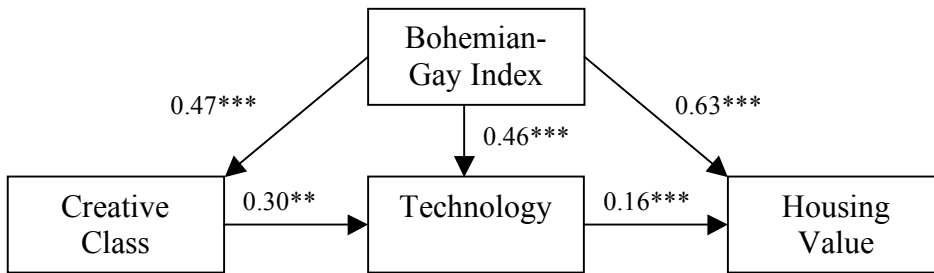 Bohemian-
Gay Index
0.47***
0.63***
0.46***
Creative
Class
0.30**
Technology
0.16***
Housing
Value